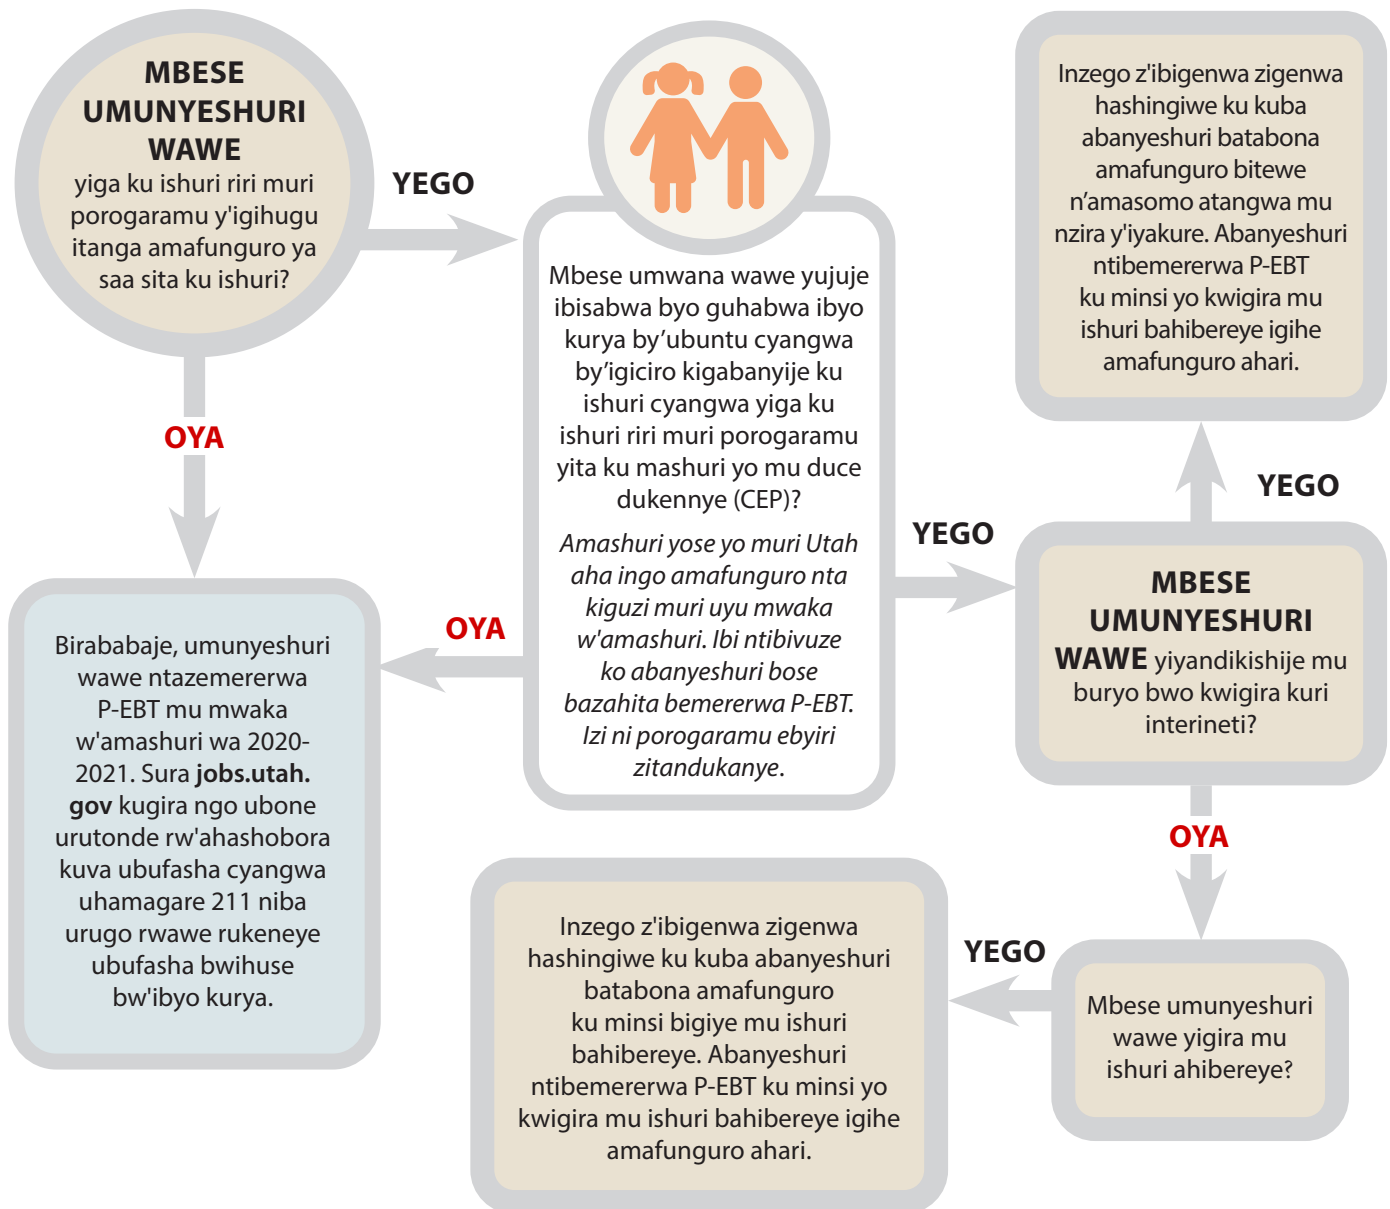 MBESE
UMUNYESHURI
WAWE
yiga ku ishuri riri muri
porogaramu y'igihugu
itanga amafunguro ya
saa sita ku ishuri?
YEGO
OYA
Mbese umwana wawe yujuje
ibisabwa byo guhabwa ibyo
kurya by’ubuntu cyangwa
by’igiciro kigabanyije ku
ishuri cyangwa yiga ku
ishuri riri muri porogaramu
yita ku mashuri yo mu duce
dukennye (CEP)?
Amashuri yose yo muri Utah
aha ingo amafunguro nta
kiguzi muri uyu mwaka
w'amashuri. Ibi ntibivuze
ko abanyeshuri bose
bazahita bemererwa P-EBT.
Izi ni porogaramu ebyiri
zitandukanye.
OYA
YEGO
Birababaje, umunyeshuri
wawe ntazemererwa
P-EBT mu mwaka
w'amashuri wa 2020-
2021. Sura jobs.utah.
gov kugira ngo ubone
urutonde rw'ahashobora
kuva ubufasha cyangwa
uhamagare 211 niba
urugo rwawe rukeneye
ubufasha bwihuse
bw'ibyo kurya.
MBESE
UMUNYESHURI
WAWE yiyandikishije mu
buryo bwo kwigira kuri
interineti?
YEGO
Inzego z'ibigenwa zigenwa
hashingiwe ku kuba
abanyeshuri batabona
amafunguro bitewe
n’amasomo atangwa mu
nzira y'iyakure. Abanyeshuri
ntibemererwa P-EBT
ku minsi yo kwigira mu
ishuri bahibereye igihe
amafunguro ahari.
OYA
Mbese umunyeshuri
wawe yigira mu
ishuri ahibereye?
YEGO
Inzego z'ibigenwa zigenwa
hashingiwe ku kuba abanyeshuri
batabona amafunguro
ku minsi bigiye mu ishuri
bahibereye. Abanyeshuri
ntibemererwa P-EBT ku minsi yo
kwigira mu ishuri bahibereye igihe
amafunguro ahari.